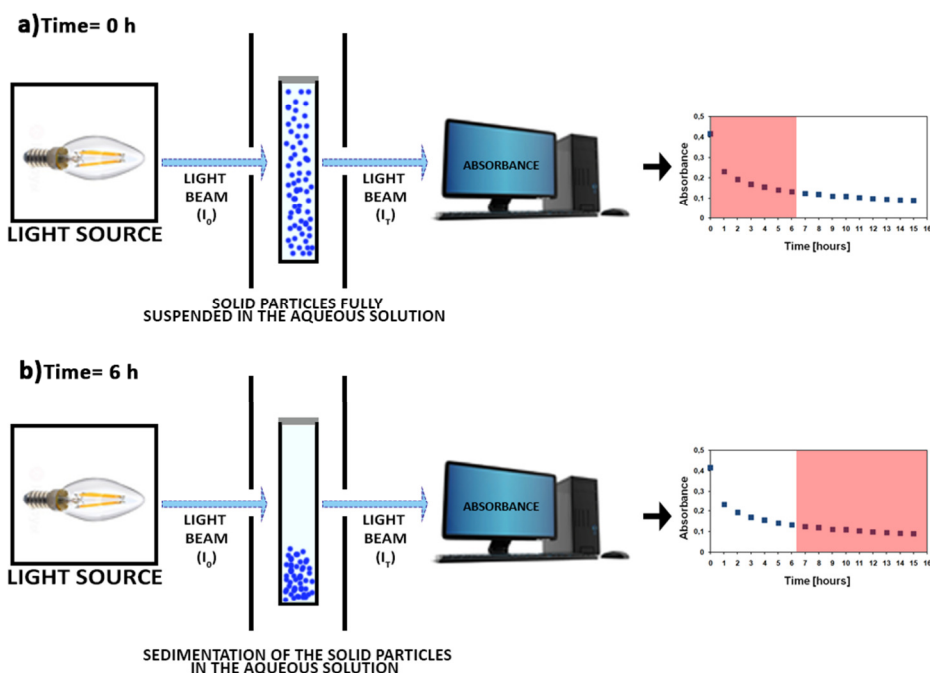 a)Time= 0 h
LIGHT SOURCE
LIGHT
BEAM
(I0)
LIGHT
BEAM
(IT)
ABSORBANCE
Absorbance
0,5
0,4
0,3
0,2
0,1
0
0 1 2 3 4 5 6 7 8 9 10 11 12 13 14 15 16
Time [hours]
SOLID PARTICLES FULLY
SUSPENDED IN THE AQUEOUS SOLUTION
b)Time= 6 h
LIGHT SOURCE
LIGHT
BEAM
(I0)
LIGHT
BEAM
(IT)
ABSORBANCE
Absorbance
0,5
0,4
0,3
0,2
0,1
0
0 1 2 3 4 5 6 7 8 9 10 11 12 13 14 15 16
Time [hours]
SEDIMENTATION OF THE SOLID PARTICLES
IN THE AQUEOUS SOLUTION